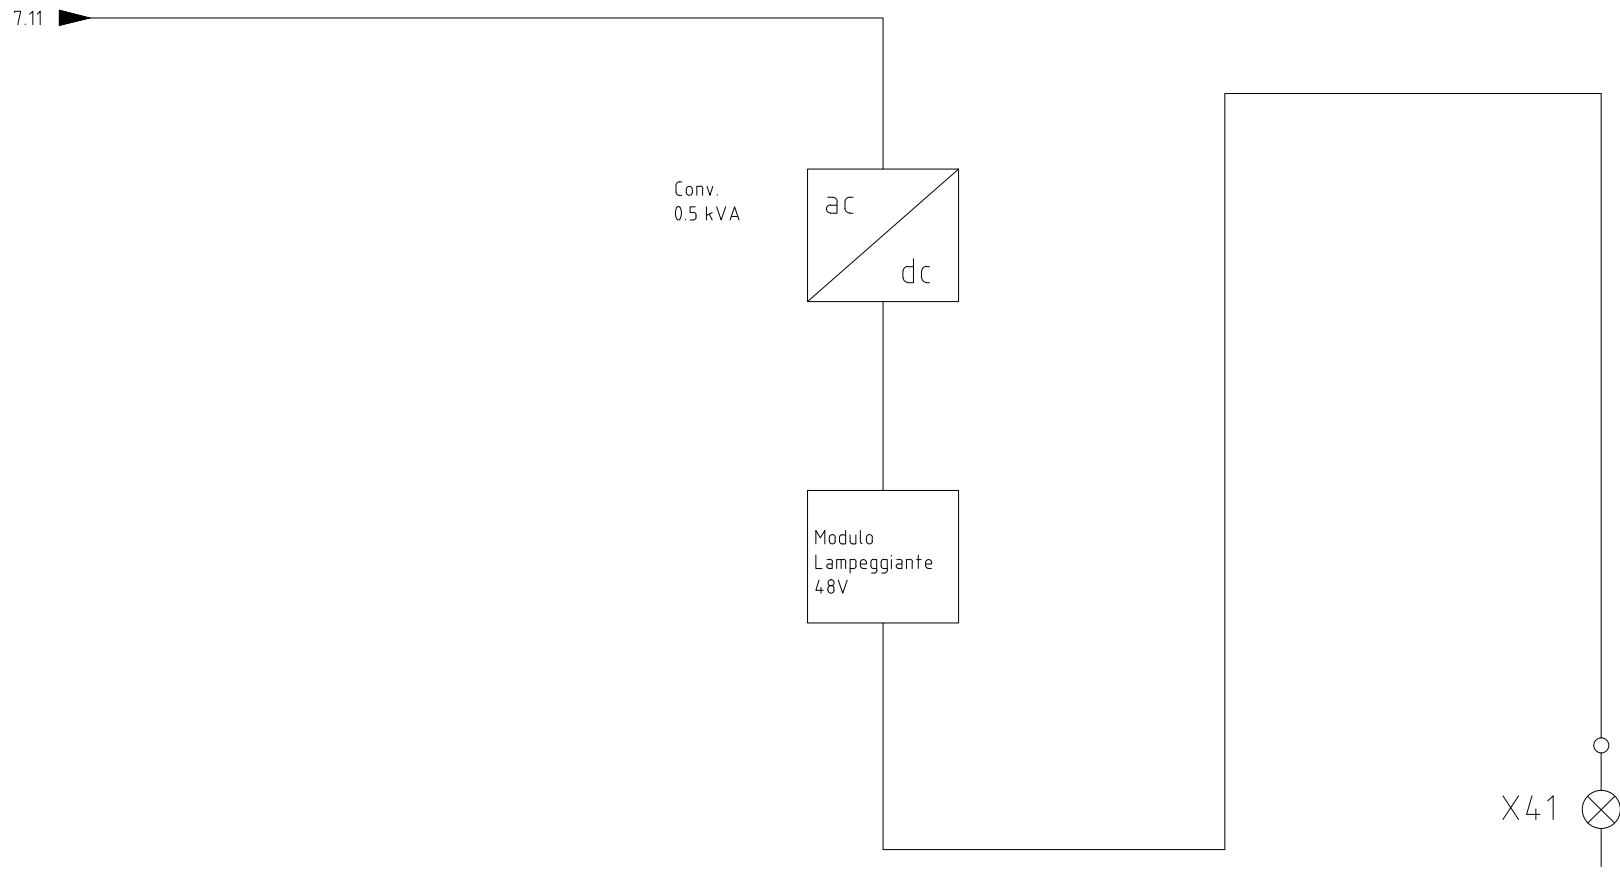 7.11
Conv.
0.5 kVA
ac
dc
Modulo
Lampeggiante
48V
X41